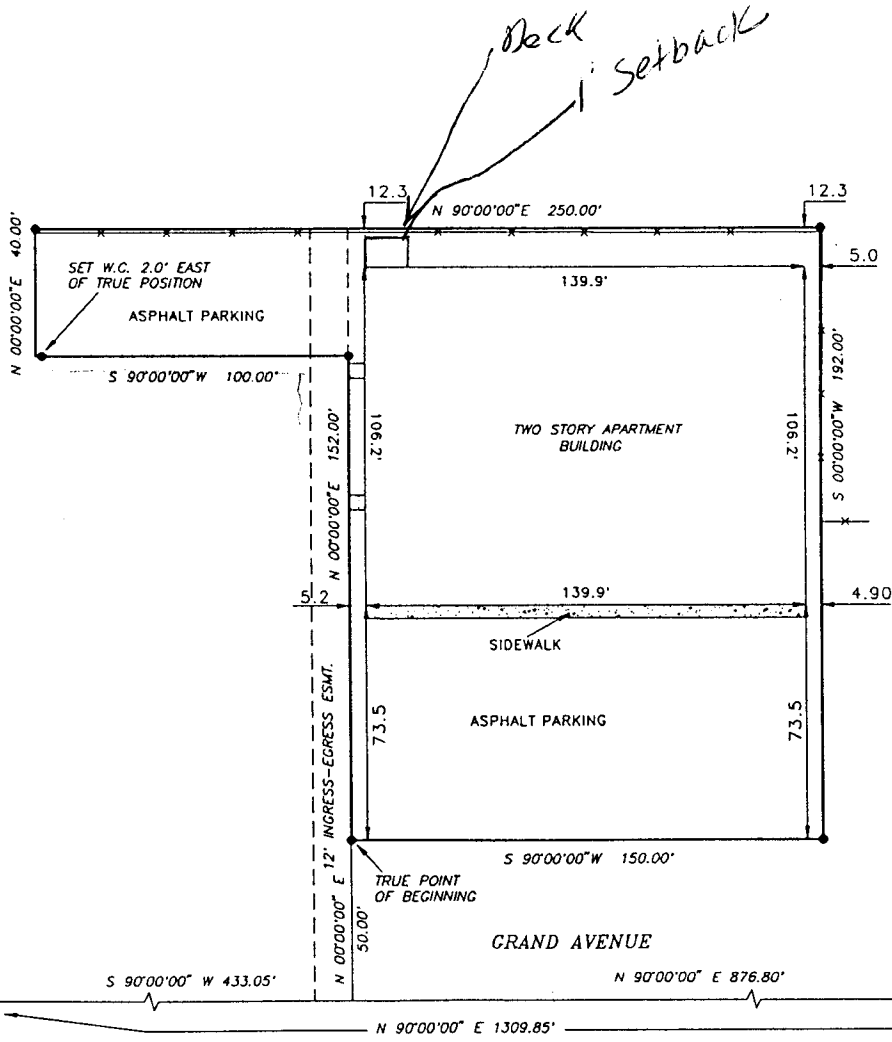 Deck
1' Setback
12.3
N 90°00'00"E 250.00'
12.3
N 00°00'00"E 40.00'
SET W.C. 2.0' EAST
OF TRUE POSITION
ASPHALT PARKING
139.9'
5.0
S 90°00'00"W 100.00'
S 00°00'00"W 192.00'
TWO STORY APARTMENT
BUILDING
106.2'
106.2'
N 00°00'00"E 152.00'
5.2
139.9'
4.90
SIDEWALK
12' INGRESS-EGRESS ESMT.
73.5
ASPHALT PARKING
73.5
S 90°00'00"W 150.00'
TRUE POINT
OF BEGINNING
N 00°00'00" E
50.00'
GRAND AVENUE
S 90°00'00" W 433.05'
N 90°00'00" E 876.80'
N 90°00'00" E 1309.85'